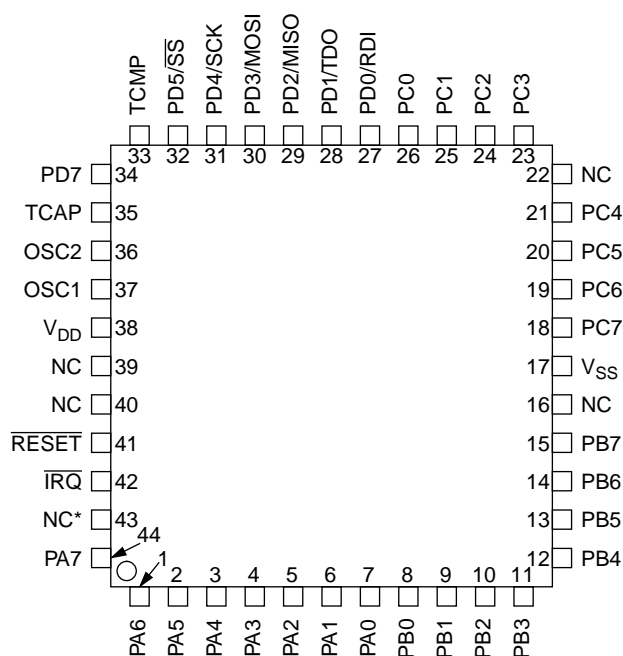 TCMP
PD5/SS
PD4/SCK
PD3/MOSI
PD2/MISO
PD1/TDO
PD0/RDI
PC0
PC1
PC2
PC3
33 32 31 30 29 28 27 26 25 24 23
PD7 34 22 NC
TCAP 35 21 PC4
OSC2 36 20 PC5
OSC1 37 19 PC6
VDD 38 18 PC7
NC 39 17 VSS
NC 40 16 NC
RESET 41 15 PB7
IRQ 42 14 PB6
NC* 43 13 PB5
PA7 44 12 PB4
1 2 3 4 5 6 7 8 9 10 11
PA6
PA5
PA4
PA3
PA2
PA1
PA0
PB0
PB1
PB2
PB3